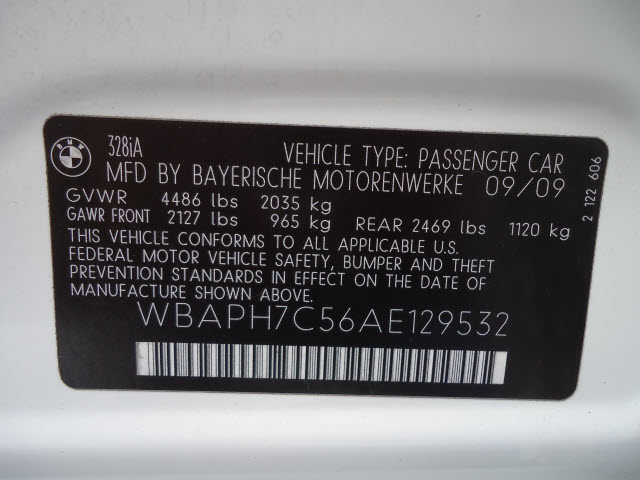 BMW
328iA
VEHICLE TYPE: PASSENGER CAR
MFD BY BAYERISCHE MOTORENWERKE 09/09
GVWR 4486 lbs 2035 kg
GAWR FRONT 2127 lbs 965 kg REAR 2469 lbs 1120 kg
THIS VEHICLE CONFORMS TO ALL APPLICABLE U.S.
FEDERAL MOTOR VEHICLE SAFETY, BUMPER AND THEFT
PREVENTION STANDARDS IN EFFECT ON THE DATE OF
MANUFACTURE SHOWN ABOVE.
WBAPH7C56AE129532
2 122 606